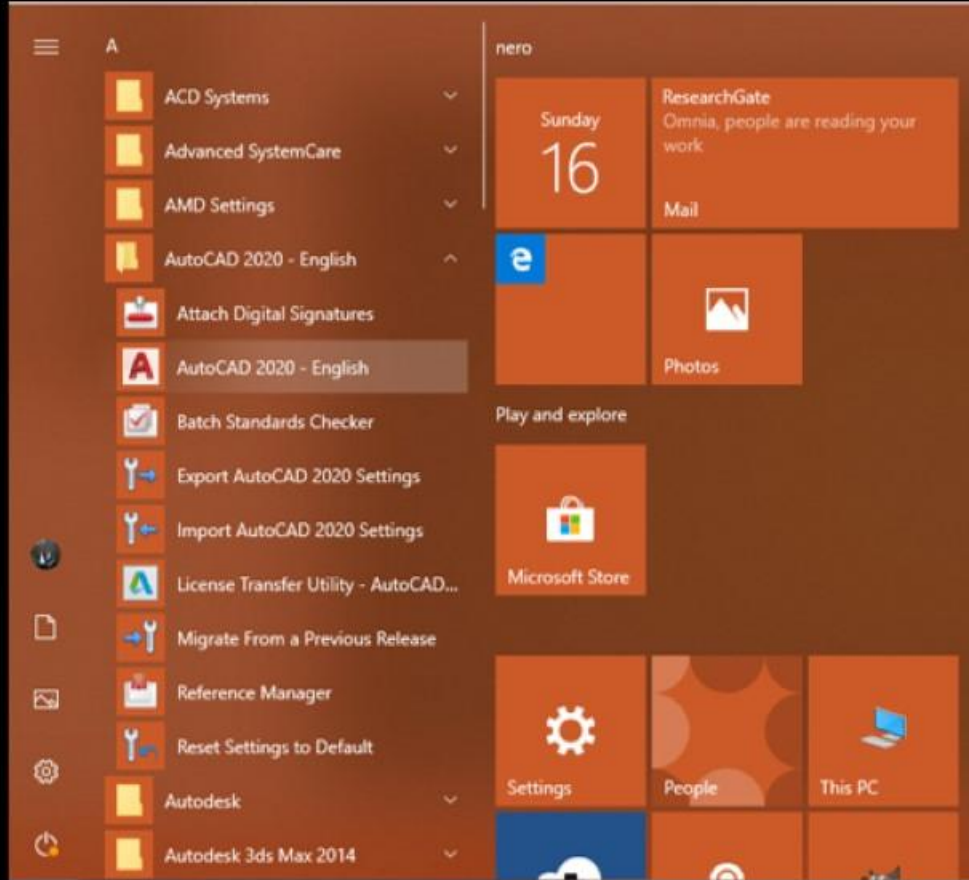 A
ACD Systems
Advanced SystemCare
AMD Settings
AutoCAD 2020 - English
Attach Digital Signatures
AutoCAD 2020 - English
Batch Standards Checker
Export AutoCAD 2020 Settings
Import AutoCAD 2020 Settings
License Transfer Utility - AutoCAD...
Migrate From a Previous Release
Reference Manager
Reset Settings to Default
Autodesk
Autodesk 3ds Max 2014
nero
Sunday
16
ResearchGate
Omnia, people are reading your
work
Mail
Photos
Play and explore
Microsoft Store
Settings
People
This PC